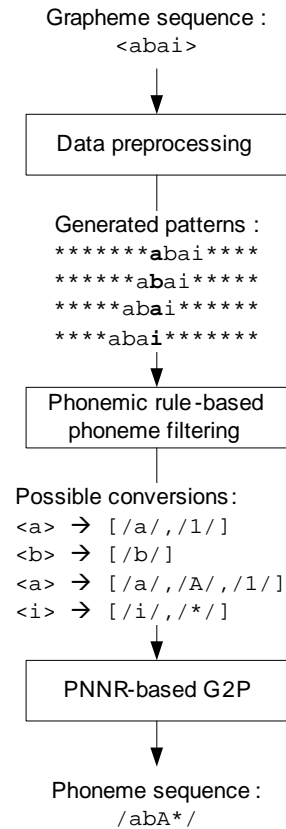 Grapheme sequence :
<abai>
Data preprocessing
Generated patterns :
*******abai****
******abai*****
*****abai******
****abai*******
Phonemic rule-based
phoneme filtering
Possible conversions:
<a> → [/a/,/1/]
<b> → [/b/]
<a> → [/a/,/A/,/1/]
<i> → [/i/,/*/]
PNNR-based G2P
Phoneme sequence :
/abA*/